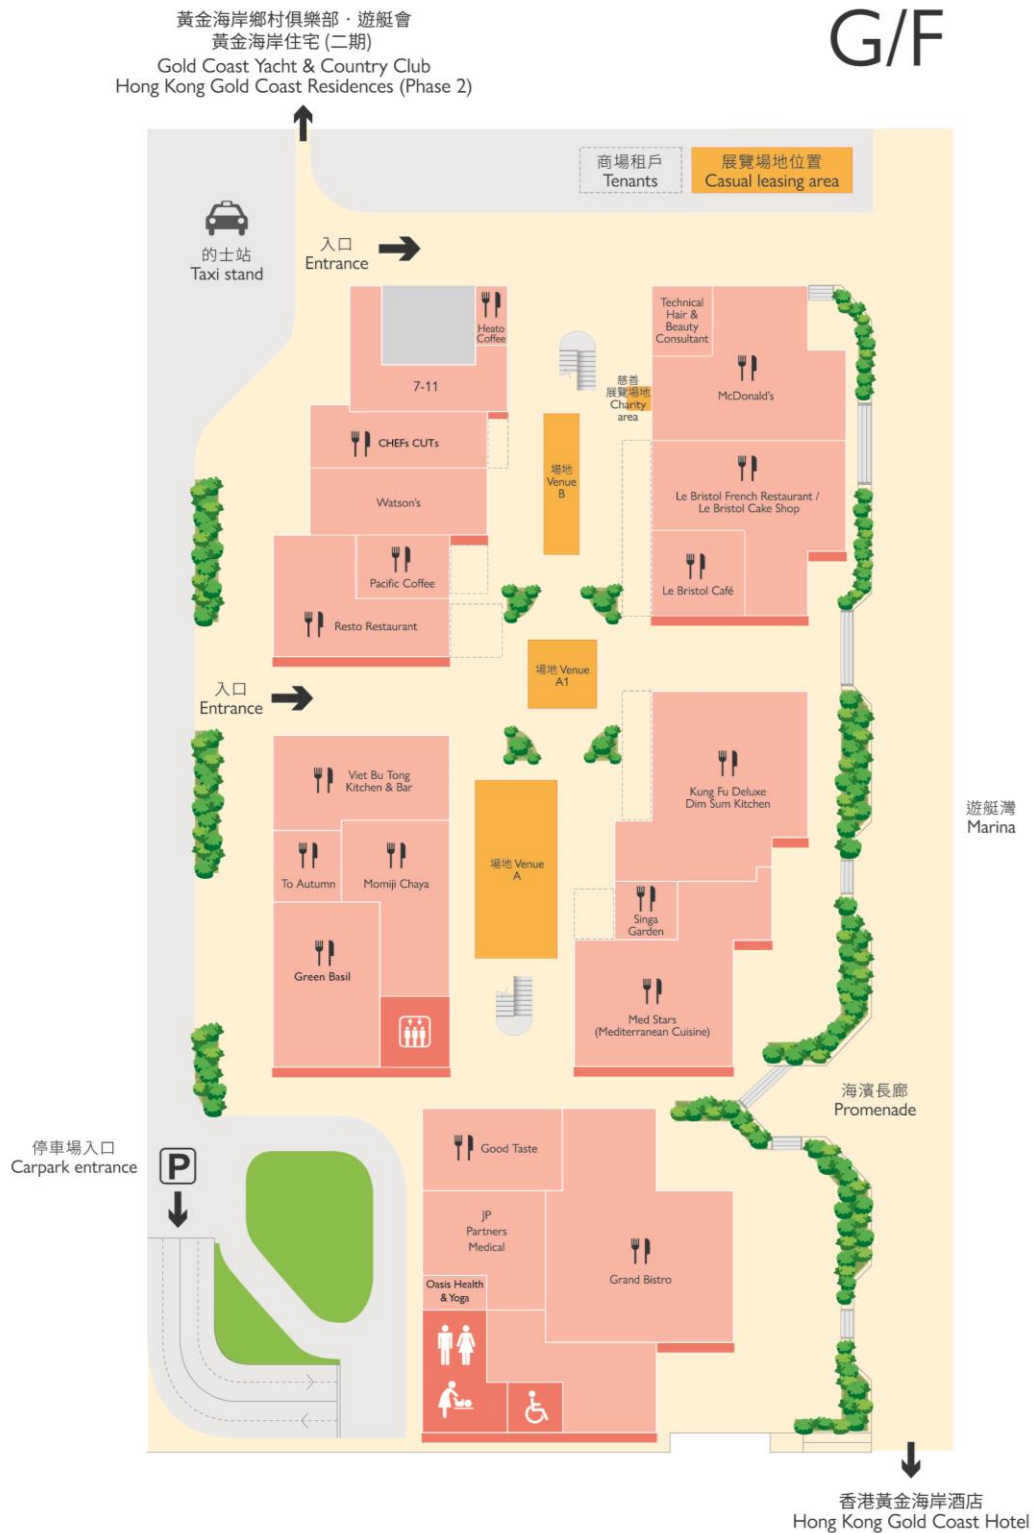 G/F
黃金海岸鄉村俱樂部・遊艇會
黃金海岸住宅 (二期)
Gold Coast Yacht & Country Club
Hong Kong Gold Coast Residences (Phase 2)
商場租戶
Tenants
展覽場地位置
Casual leasing area
的士站
Taxi stand
入口
Entrance
Heato
Coffee
7-11
Technical
Hair &
Beauty
Consultant
McDonald's
慈善
展覽場地
Charity
area
CHEFs CUTs
場地
Venue
B
Le Bristol French Restaurant /
Le Bristol Cake Shop
Watson's
Pacific Coffee
Le Bristol Café
Resto Restaurant
場地 Venue
A1
入口
Entrance
Viet Bu Tong
Kitchen & Bar
Kung Fu Deluxe
Dim Sum Kitchen
遊艇灣
Marina
To Autumn
Momiji Chaya
場地 Venue
A
Singa
Garden
Green Basil
Med Stars
(Mediterranean Cuisine)
海濱長廊
Promenade
停車場入口
Carpark entrance
P
Good Taste
JP
Partners
Medical
Grand Bistro
Oasis Health
& Yoga
香港黃金海岸酒店
Hong Kong Gold Coast Hotel